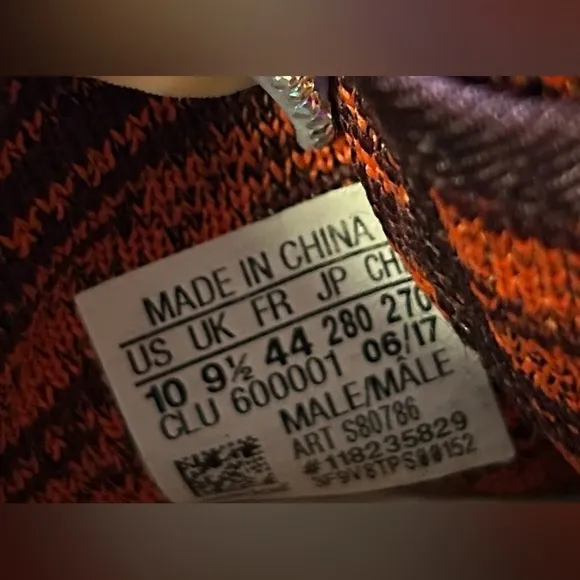 MADE IN CHINA
US UK FR JP CH
10 9½ 44 280 270
CLU 600001 06/17
MALE/MÂLE
ART S80786
#118235829